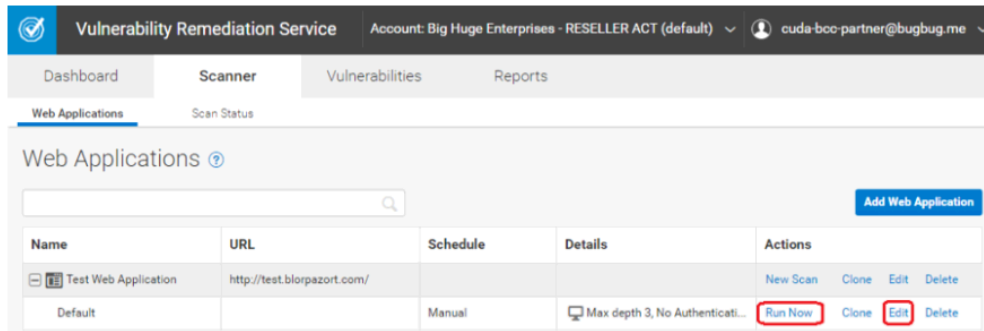 Vulnerability Remediation Service Account: Big Huge Enterprises - RESELLER ACT (default) cuda-bcc-partner@bugbug.me
Dashboard Scanner Vulnerabilities Reports
Web Applications Scan Status
Web Applications ?
Add Web Application
Name URL Schedule Details Actions
Test Web Application http://test.blorpazort.com/ New Scan Clone Edit Delete
Default Manual Max depth 3, No Authenticati... Run Now Clone Edit Delete